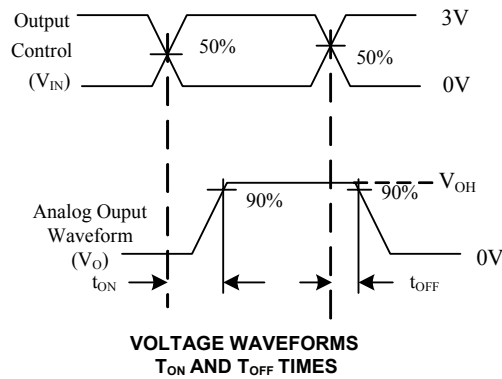 Output
Control
(VIN)
50%
50%
3V
0V
Analog Ouput
Waveform
(VO)
90%
90%
VOH
0V
tON
tOFF
VOLTAGE WAVEFORMS
TON AND TOFF TIMES